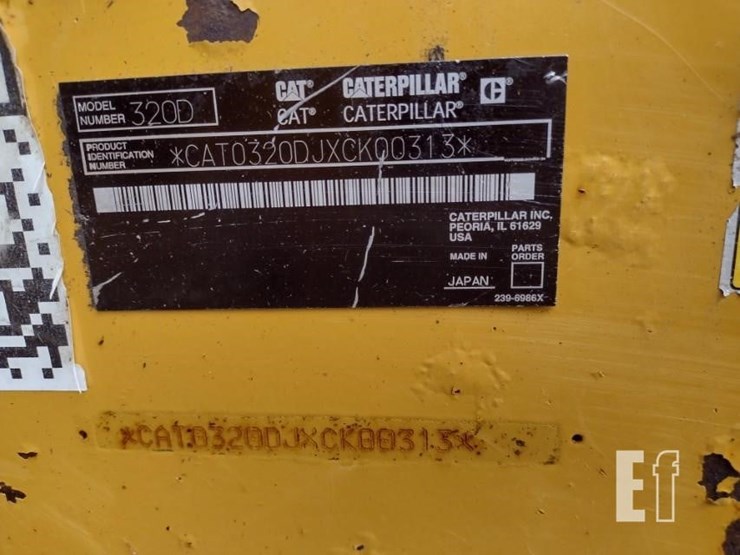 CAT® CATERPILLAR® C
CAT® CATERPILLAR®
MODEL NUMBER 320D
PRODUCT IDENTIFICATION NUMBER *CAT0320DJXCK00313*
CATERPILLAR INC.
PEORIA, IL 61629
USA
MADE IN JAPAN
PARTS ORDER
239-6986X
*CAT0320DJXCK00313*
Ef